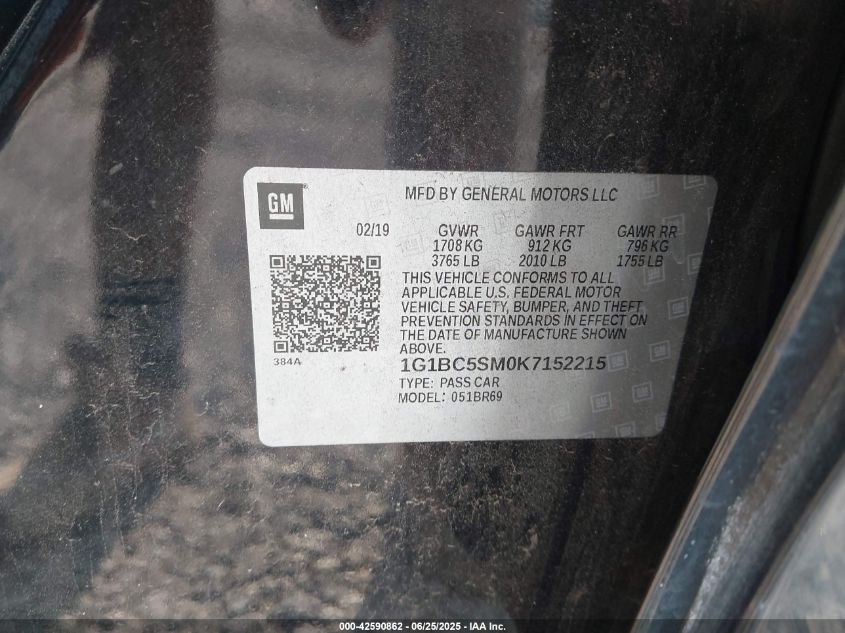 GM
MFD BY GENERAL MOTORS LLC
02/19 GVWR GAWR FRT GAWR RR
1708 KG 912 KG 796 KG
3765 LB 2010 LB 1755 LB
THIS VEHICLE CONFORMS TO ALL
APPLICABLE U.S. FEDERAL MOTOR
VEHICLE SAFETY, BUMPER, AND THEFT
PREVENTION STANDARDS IN EFFECT ON
THE DATE OF MANUFACTURE SHOWN
ABOVE.
384A
1G1BC5SM0K7152215
TYPE: PASS CAR
MODEL: 051BR69
000-42590862 - 06/25/2025 - IAA Inc.